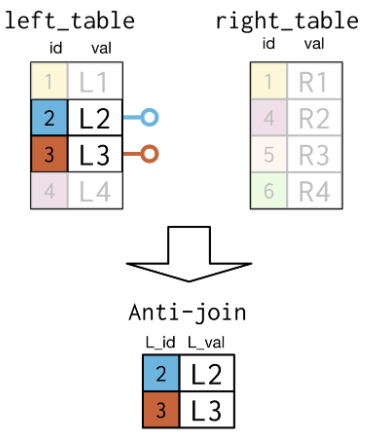 left_table right_table
id val id val
1 L1 1 R1
2 L2 4 R2
3 L3 5 R3
4 L4 6 R4
Anti-join
L_id L_val
2 L2
3 L3